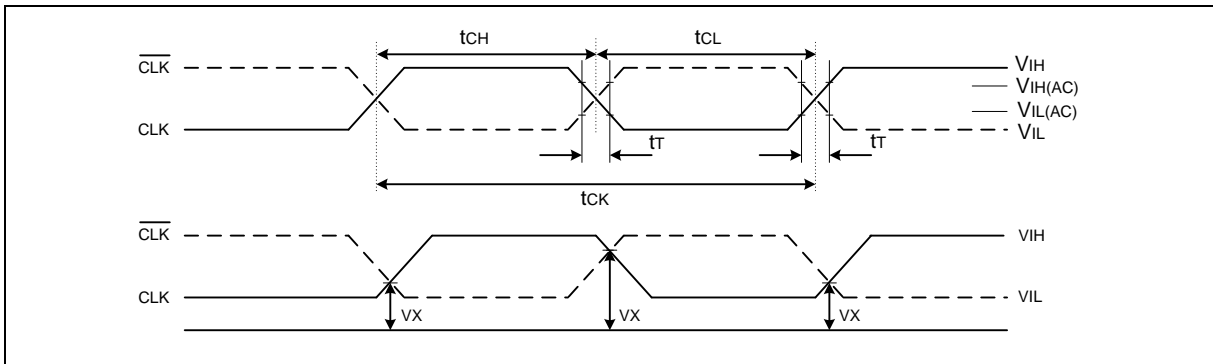 tCH tCL
CLK VIH
VIH(AC)
VIL(AC)
CLK VIL
tT tT
tCK
CLK VIH
CLK VIL
VX VX VX